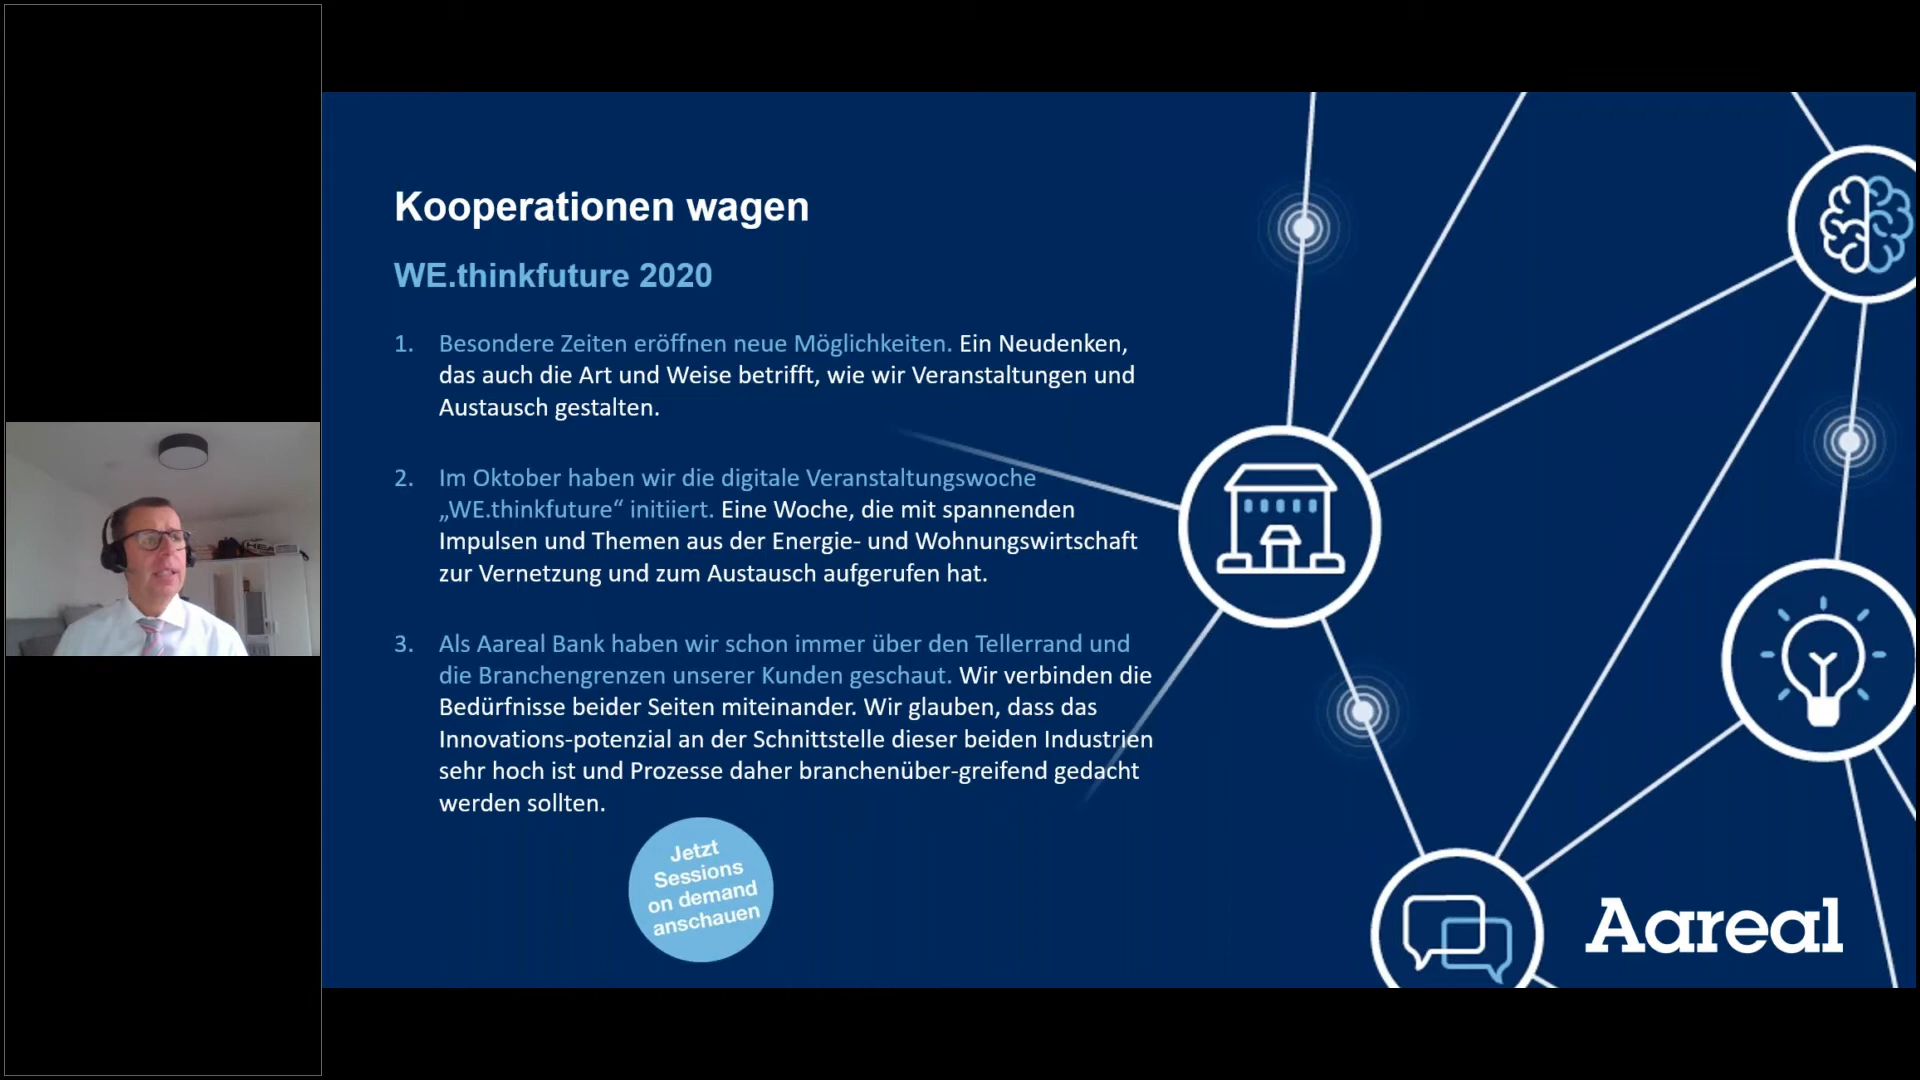 Kooperationen wagen
WE.thinkfuture 2020
1. Besondere Zeiten eröffnen neue Möglichkeiten. Ein Neudenken,
das auch die Art und Weise betrifft, wie wir Veranstaltungen und
Austausch gestalten.
2. Im Oktober haben wir die digitale Veranstaltungswoche
„WE.thinkfuture“ initiiert. Eine Woche, die mit spannenden
Impulsen und Themen aus der Energie- und Wohnungswirtschaft
zur Vernetzung und zum Austausch aufgerufen hat.
3. Als Aareal Bank haben wir schon immer über den Tellerrand und
die Branchengrenzen unserer Kunden geschaut. Wir verbinden die
Bedürfnisse beider Seiten miteinander. Wir glauben, dass das
Innovations-potenzial an der Schnittstelle dieser beiden Industrien
sehr hoch ist und Prozesse daher branchenüber-greifend gedacht
werden sollten.
Jetzt
Sessions
on demand
anschauen
Aareal